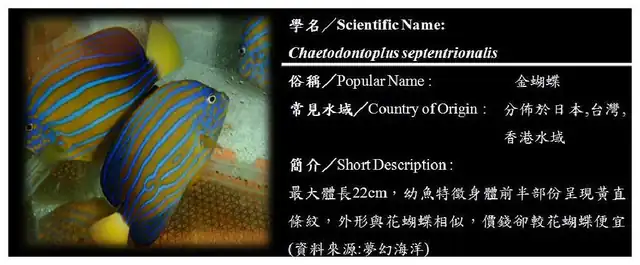 學名／Scientific Name:
Chaetodontoplus septentrionalis
俗稱／Popular Name : 金蝴蝶
常見水域／Country of Origin : 分佈於日本,台灣,
香港水域
簡介／Short Description :
最大體長22cm，幼魚特徵身體前半部份呈現黃直
條紋，外形與花蝴蝶相似，價錢卻較花蝴蝶便宜
(資料來源:夢幻海洋)